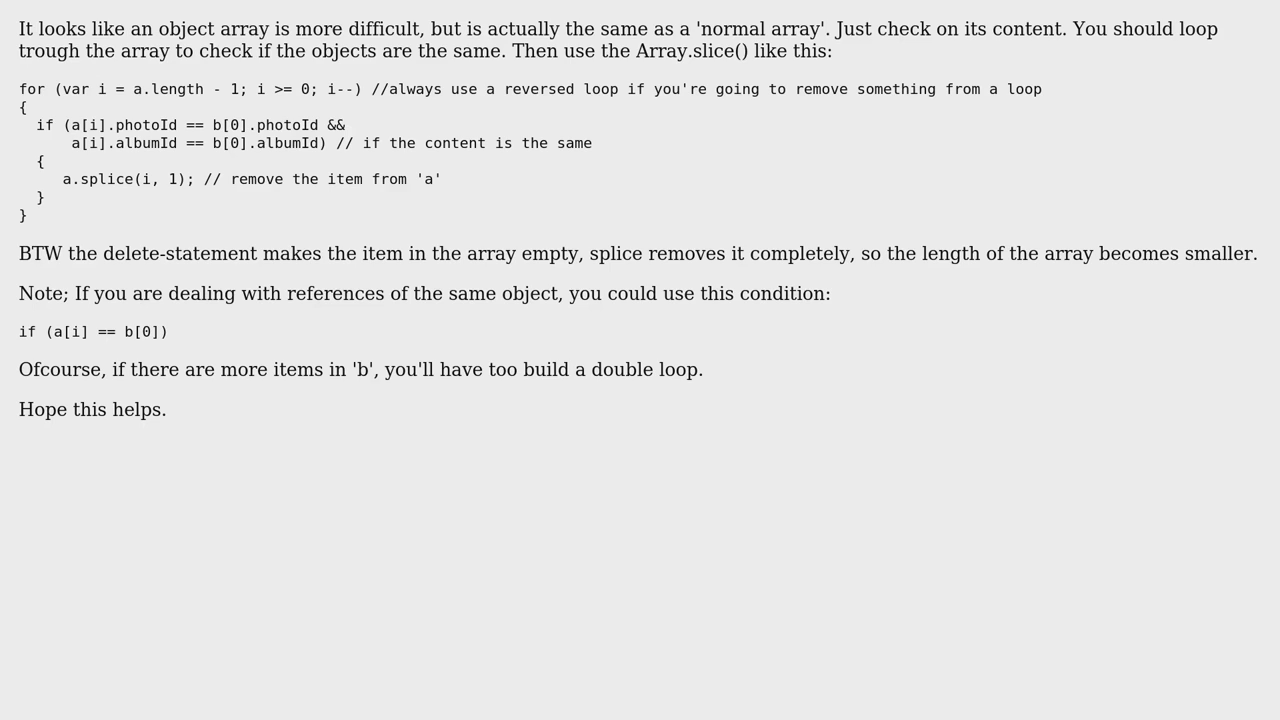 It looks like an object array is more difficult, but is actually the same as a 'normal array'. Just check on its content. You should loop
trough the array to check if the objects are the same. Then use the Array.slice() like this:
for (var i = a.length - 1; i >= 0; i--) //always use a reversed loop if you're going to remove something from a loop
{
  if (a[i].photoId == b[0].photoId &&
      a[i].albumId == b[0].albumId) // if the content is the same
  {
     a.splice(i, 1); // remove the item from 'a'
  }
}
BTW the delete-statement makes the item in the array empty, splice removes it completely, so the length of the array becomes smaller.
Note; If you are dealing with references of the same object, you could use this condition:
if (a[i] == b[0])
Ofcourse, if there are more items in 'b', you'll have too build a double loop.
Hope this helps.